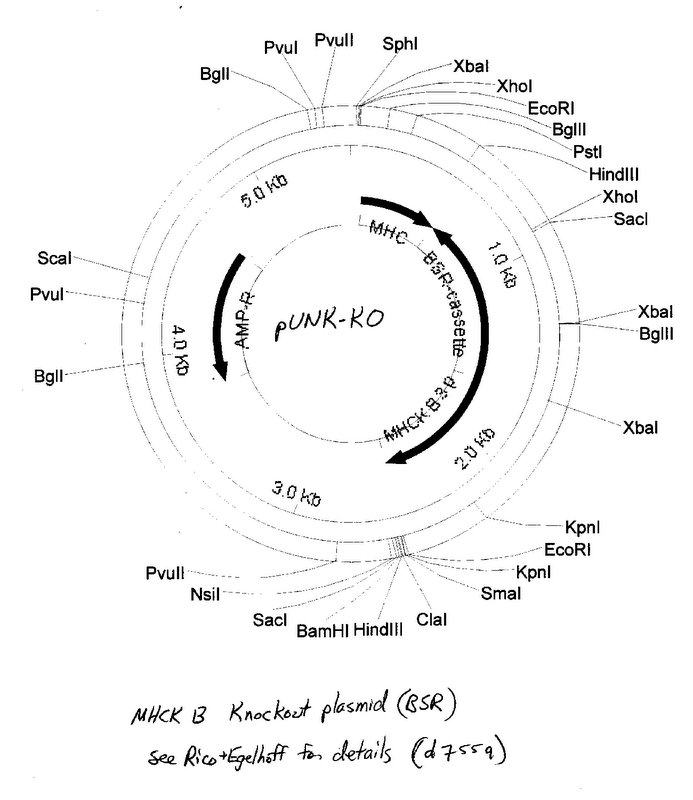 PvuII
SphI
PvuI
XbaI
BglI
XhoI
EcoRI
BglII
PstI
HindIII
XhoI
SacI
5.0 Kb
MHC
1.0 Kb
BSR-cassette
ScaI
PvuI
AMP-R
pUNK-KO
XbaI
BglII
4.0 Kb
BglI
MHCK B 3p
XbaI
2.0 Kb
3.0 Kb
KpnI
EcoRI
PvuII
KpnI
NsiI
SmaI
SacI
BamHI HindIII ClaI
MHCK B Knockout plasmid (BSR)
See Rico+Egelhoff for details (d755q)